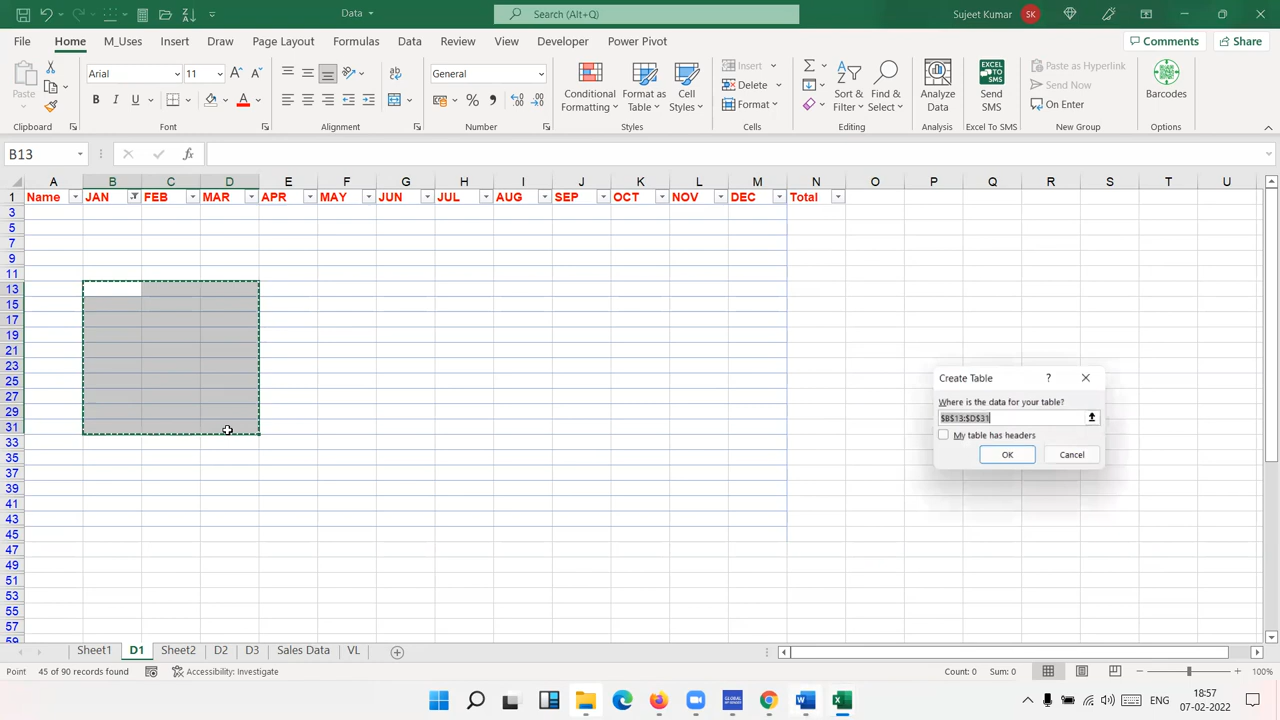 Data
Search (Alt+Q)
Sujeet Kumar SK
File Home M_Uses Insert Draw Page Layout Formulas Data Review View Developer Help Power Pivot
Comments Share
Paste
Arial 11
B I U
General
Conditional Formatting
Format as Table
Cell Styles
Insert
Delete
Format
Sort & Filter
Find & Select
Analyze Data
EXCEL TO SMS
Send SMS
Paste as Hyperlink
Send Now
On Enter
Barcodes
Clipboard Font Alignment Number Styles Cells Editing Analysis Excel To SMS New Group Options
B13
fx
A B C D E F G H I J K L M N O P Q R S T U
1 Name JAN FEB MAR APR MAY JUN JUL AUG SEP OCT NOV DEC Total
3
5
7
9
11
13
15
17
19
21
23
25
27
29
31
33
35
37
39
41
43
45
47
49
51
53
55
57
59
Create Table ?
Where is the data for your table?
$B$13:$D$31
My table has headers
OK Cancel
Sheet1 D1 Sheet2 D2 D3 Sales Data VL
Point 45 of 90 records found Accessibility: Investigate Count: 0 Sum: 0 100%
ENG
18:57
07-02-2022